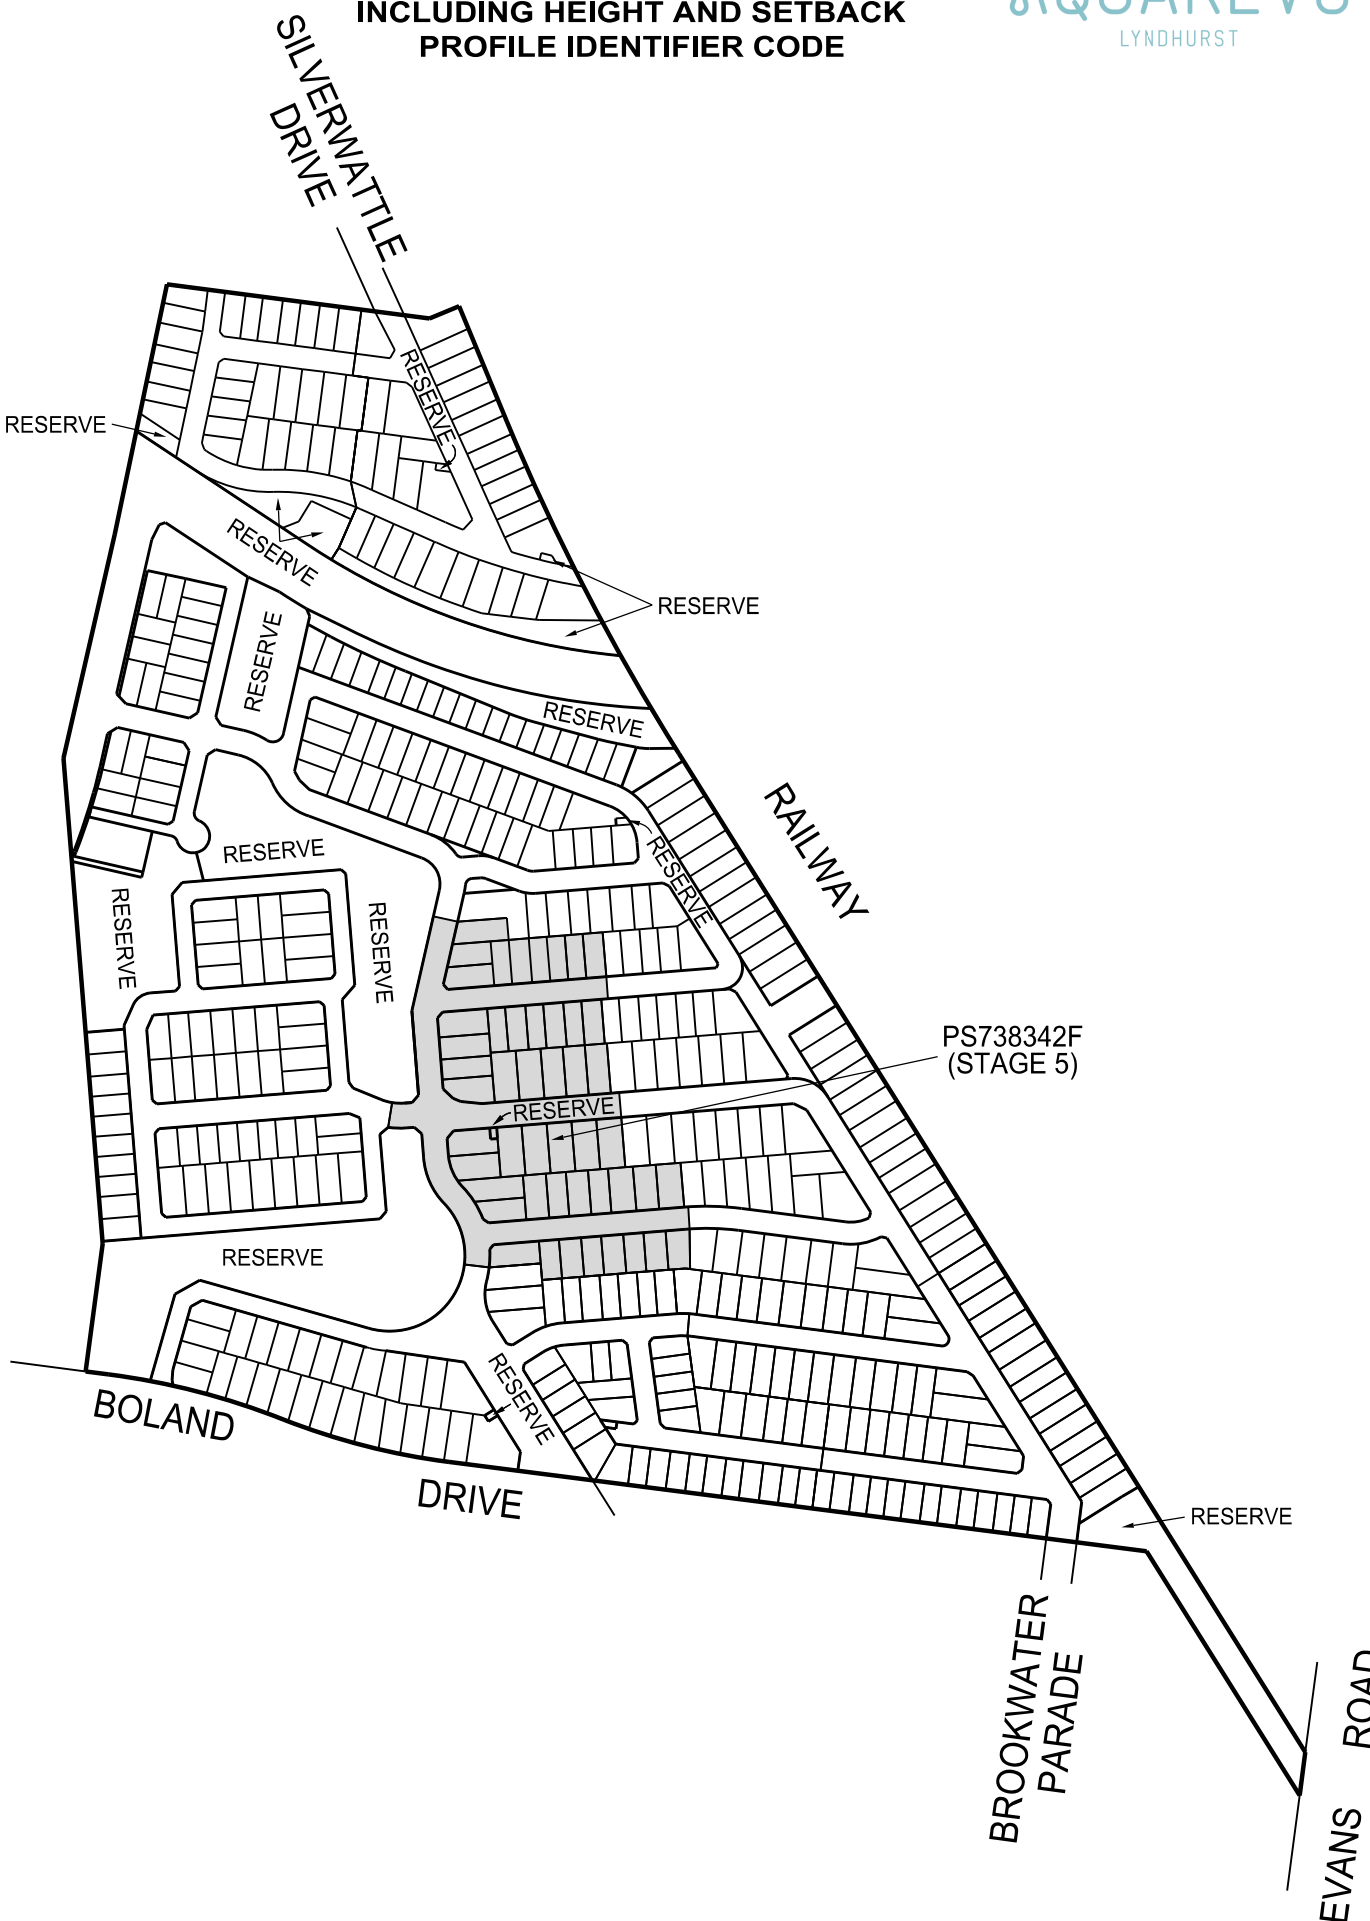 INCLUDING HEIGHT AND SETBACK
PROFILE IDENTIFIER CODE
LYNDHURST
SILVERWATTLE
DRIVE
RESERVE
RESERVE
RESERVE
RESERVE
RESERVE
RESERVE
RAILWAY
RESERVE
RESERVE
RESERVE
RESERVE
PS738342F
(STAGE 5)
RESERVE
RESERVE
RESERVE
BOLAND
DRIVE
RESERVE
BROOKWATER
PARADE
EVANS ROAD